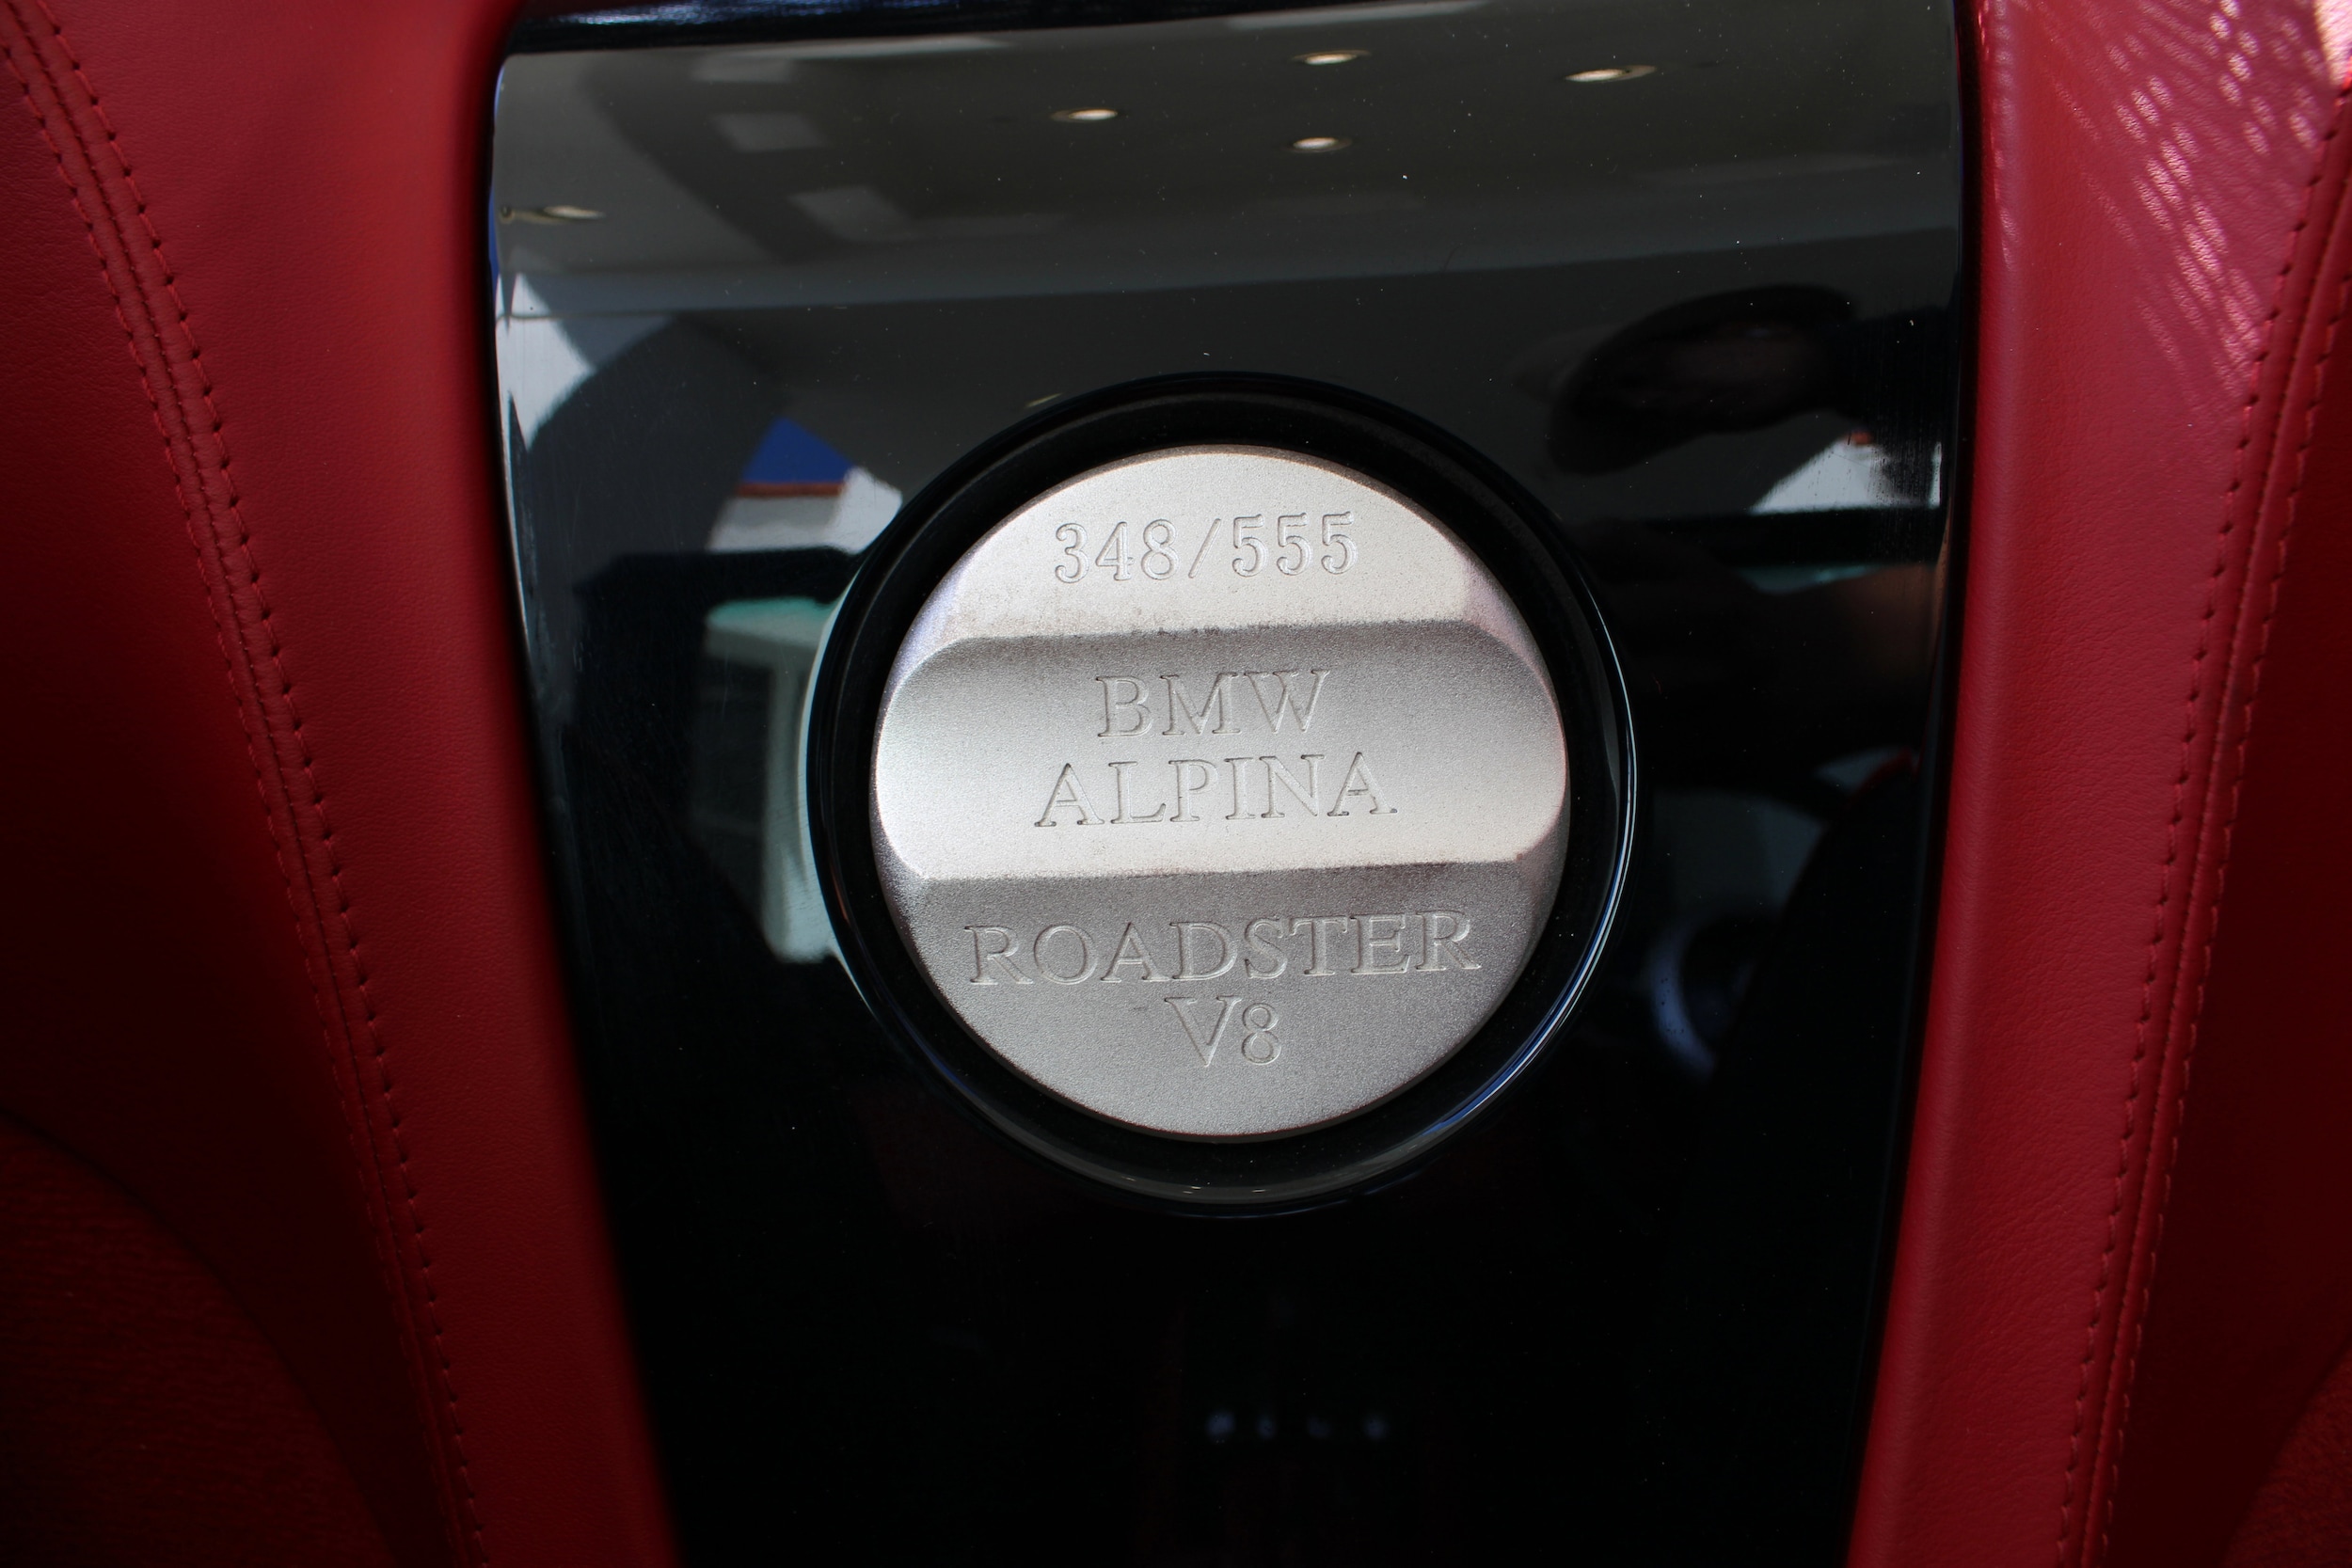 348/555
BMW
ALPINA
ROADSTER
V8